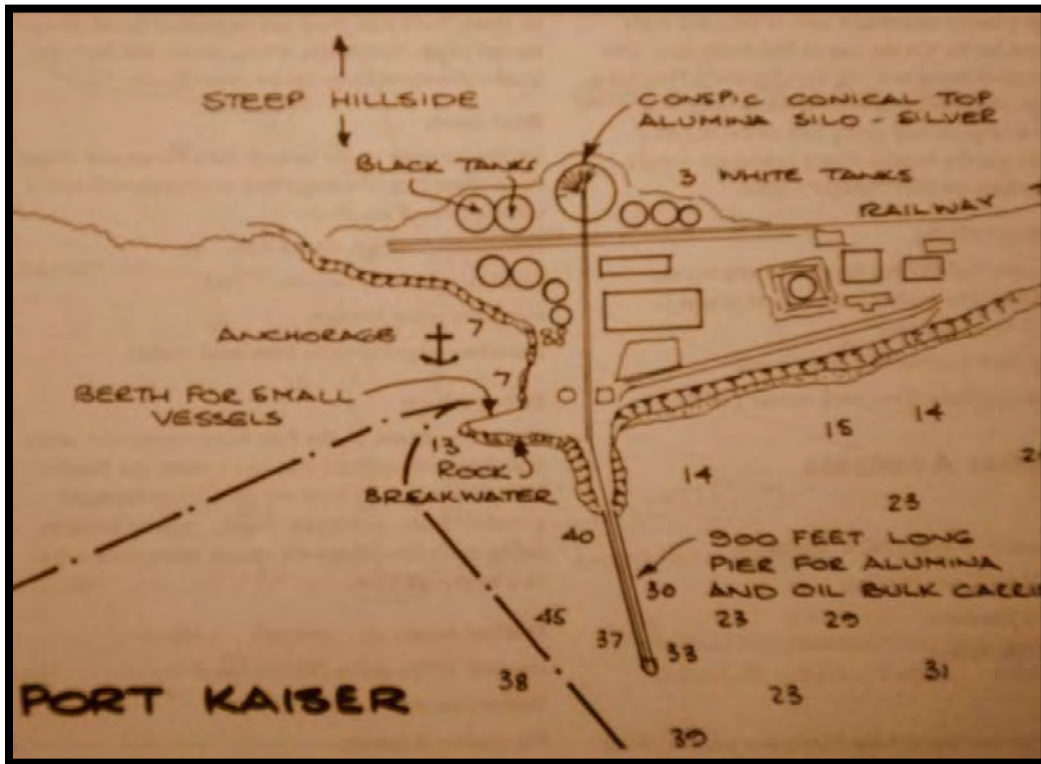 STEEP HILLSIDE
CONSPIC CONICAL TOP
ALUMINA SILO - SILVER
BLACK TANKS
3 WHITE TANKS
RAILWAY
ANCHORAGE
7
7
BERTH FOR SMALL
VESSELS
13
ROCK
BREAKWATER
15
14
14
23
40
900 FEET LONG
PIER FOR ALUMINA
AND OIL BULK
30
23
29
45
37
33
38
31
23
39
PORT KAISER